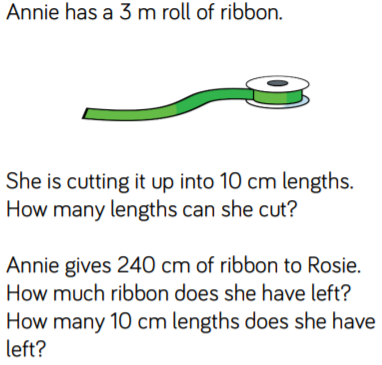 Annie has a 3 m roll of ribbon.
She is cutting it up into 10 cm lengths.
How many lengths can she cut?
Annie gives 240 cm of ribbon to Rosie.
How much ribbon does she have left?
How many 10 cm lengths does she have
left?